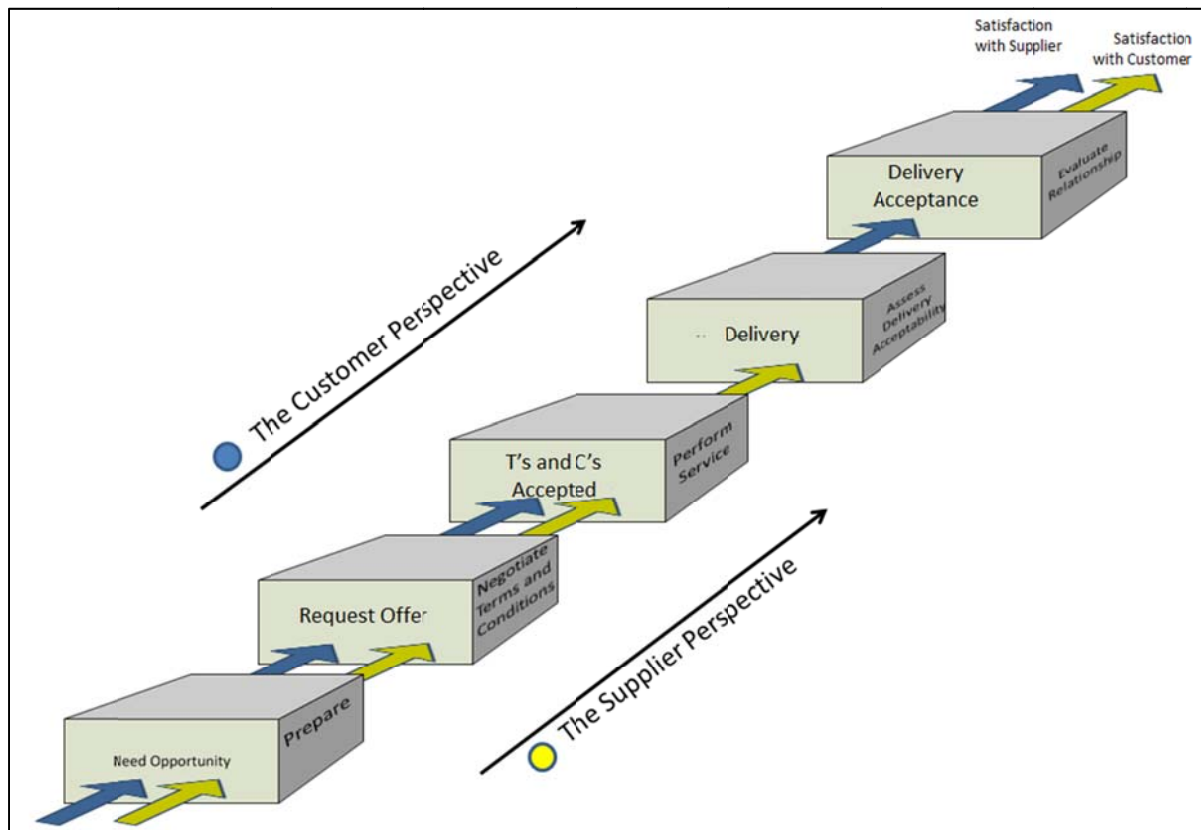 Satisfaction
with Supplier
Satisfaction
with Customer
Delivery
Acceptance
Evaluate
Relationship
The Customer Perspective
Delivery
Assess
Delivery
Acceptability
T's and C's
Accepted
Perform
Service
Request Offer
Negotiate
Terms and
Conditions
The Supplier Perspective
Need Opportunity
Prepare